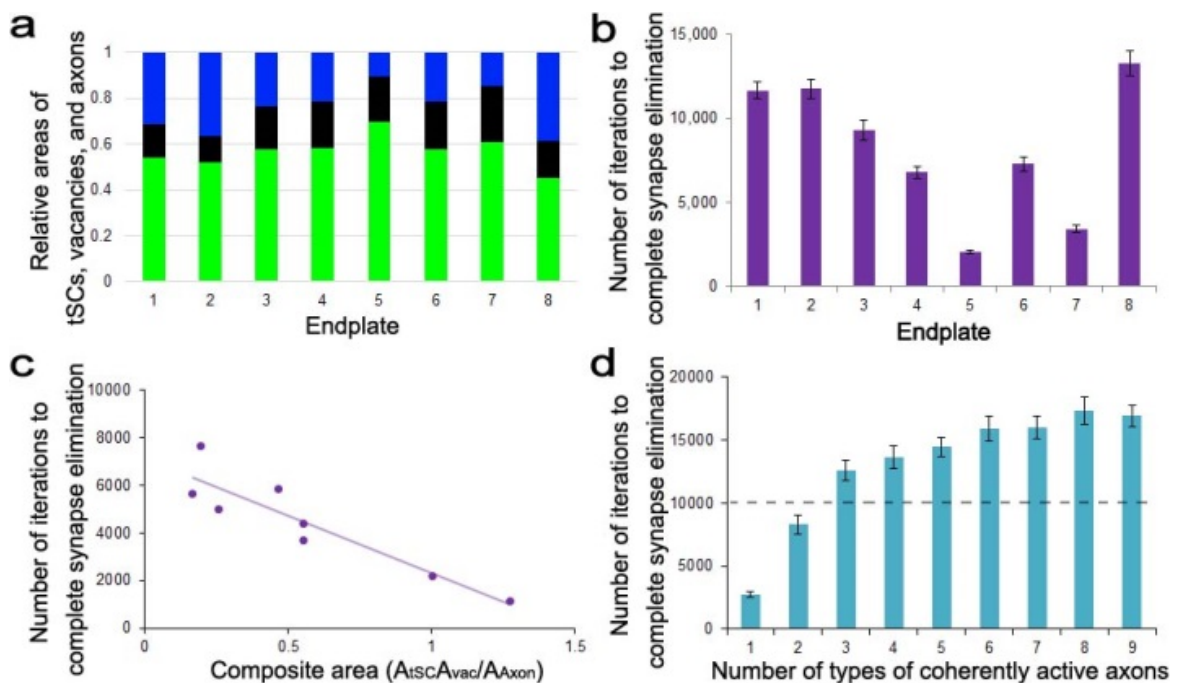 a
Relative areas of
tSCs, vacancies, and axons
1
0.8
0.6
0.4
0.2
0
1 2 3 4 5 6 7 8
Endplate
b
Number of iterations to
complete synapse elimination
15,000
10,000
5,000
0
1 2 3 4 5 6 7 8
Endplate
c
Number of iterations to
complete synapse elimination
10000
8000
6000
4000
2000
0
0 0.5 1 1.5
Composite area (AtSCAvac/AAxon)
d
Number of iterations to
complete synapse elimination
20000
15000
10000
5000
0
1 2 3 4 5 6 7 8 9
Number of types of coherently active axons